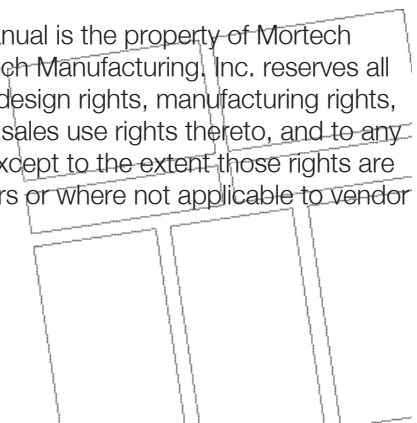 nual is the property of Mortech
ch Manufacturing. Inc. reserves all
design rights, manufacturing rights,
sales use rights thereto, and to any
xcept to the extent those rights are
rs or where not applicable to vendor